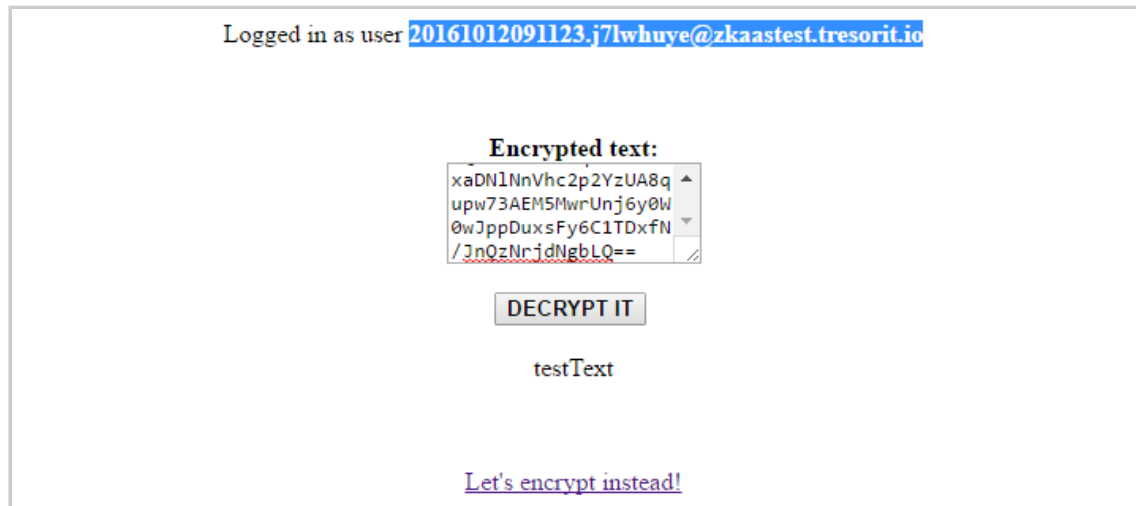 Logged in as user 20161012091123.j7lwhuye@zkaastest.tresorit.io
Encrypted text:
xaDNlNnVhc2p2YzUA8q
upw73AEM5MwrUnj6y0W
0wJppDuxsFy6C1TDxfN
/JnQzNrjdNgbLQ==
DECRYPT IT
testText
Let's encrypt instead!